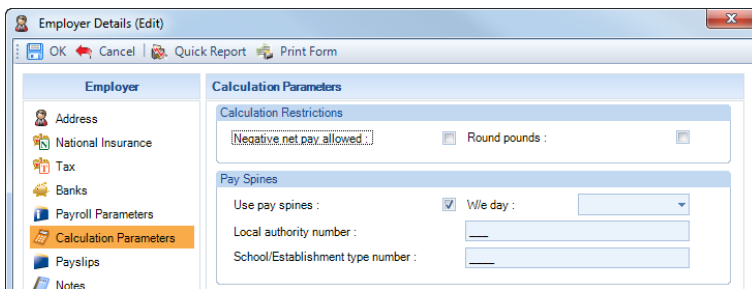 Employer Details (Edit)
OK Cancel Quick Report Print Form
Employer
Address
National Insurance
Tax
Banks
Payroll Parameters
Calculation Parameters
Payslips
Notes
Calculation Parameters
Calculation Restrictions
Negative net pay allowed : Round pounds :
Pay Spines
Use pay spines : W/e day :
Local authority number : ___
School/Establishment type number : ____